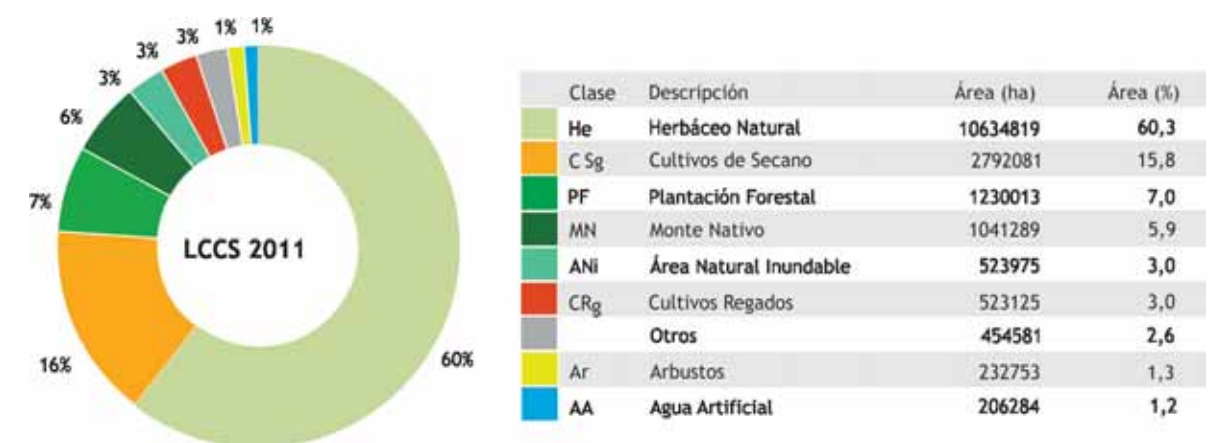 1% 1%
3%
3%
3%
6%
7%
16%
60%
LCCS 2011
Clase Descripción Área (ha) Área (%)
He Herbáceo Natural 10634819 60,3
C Sg Cultivos de Secano 2792081 15,8
PF Plantación Forestal 1230013 7,0
MN Monte Nativo 1041289 5,9
ANi Área Natural Inundable 523975 3,0
CRg Cultivos Regados 523125 3,0
Otros 454581 2,6
Ar Arbustos 232753 1,3
AA Agua Artificial 206284 1,2